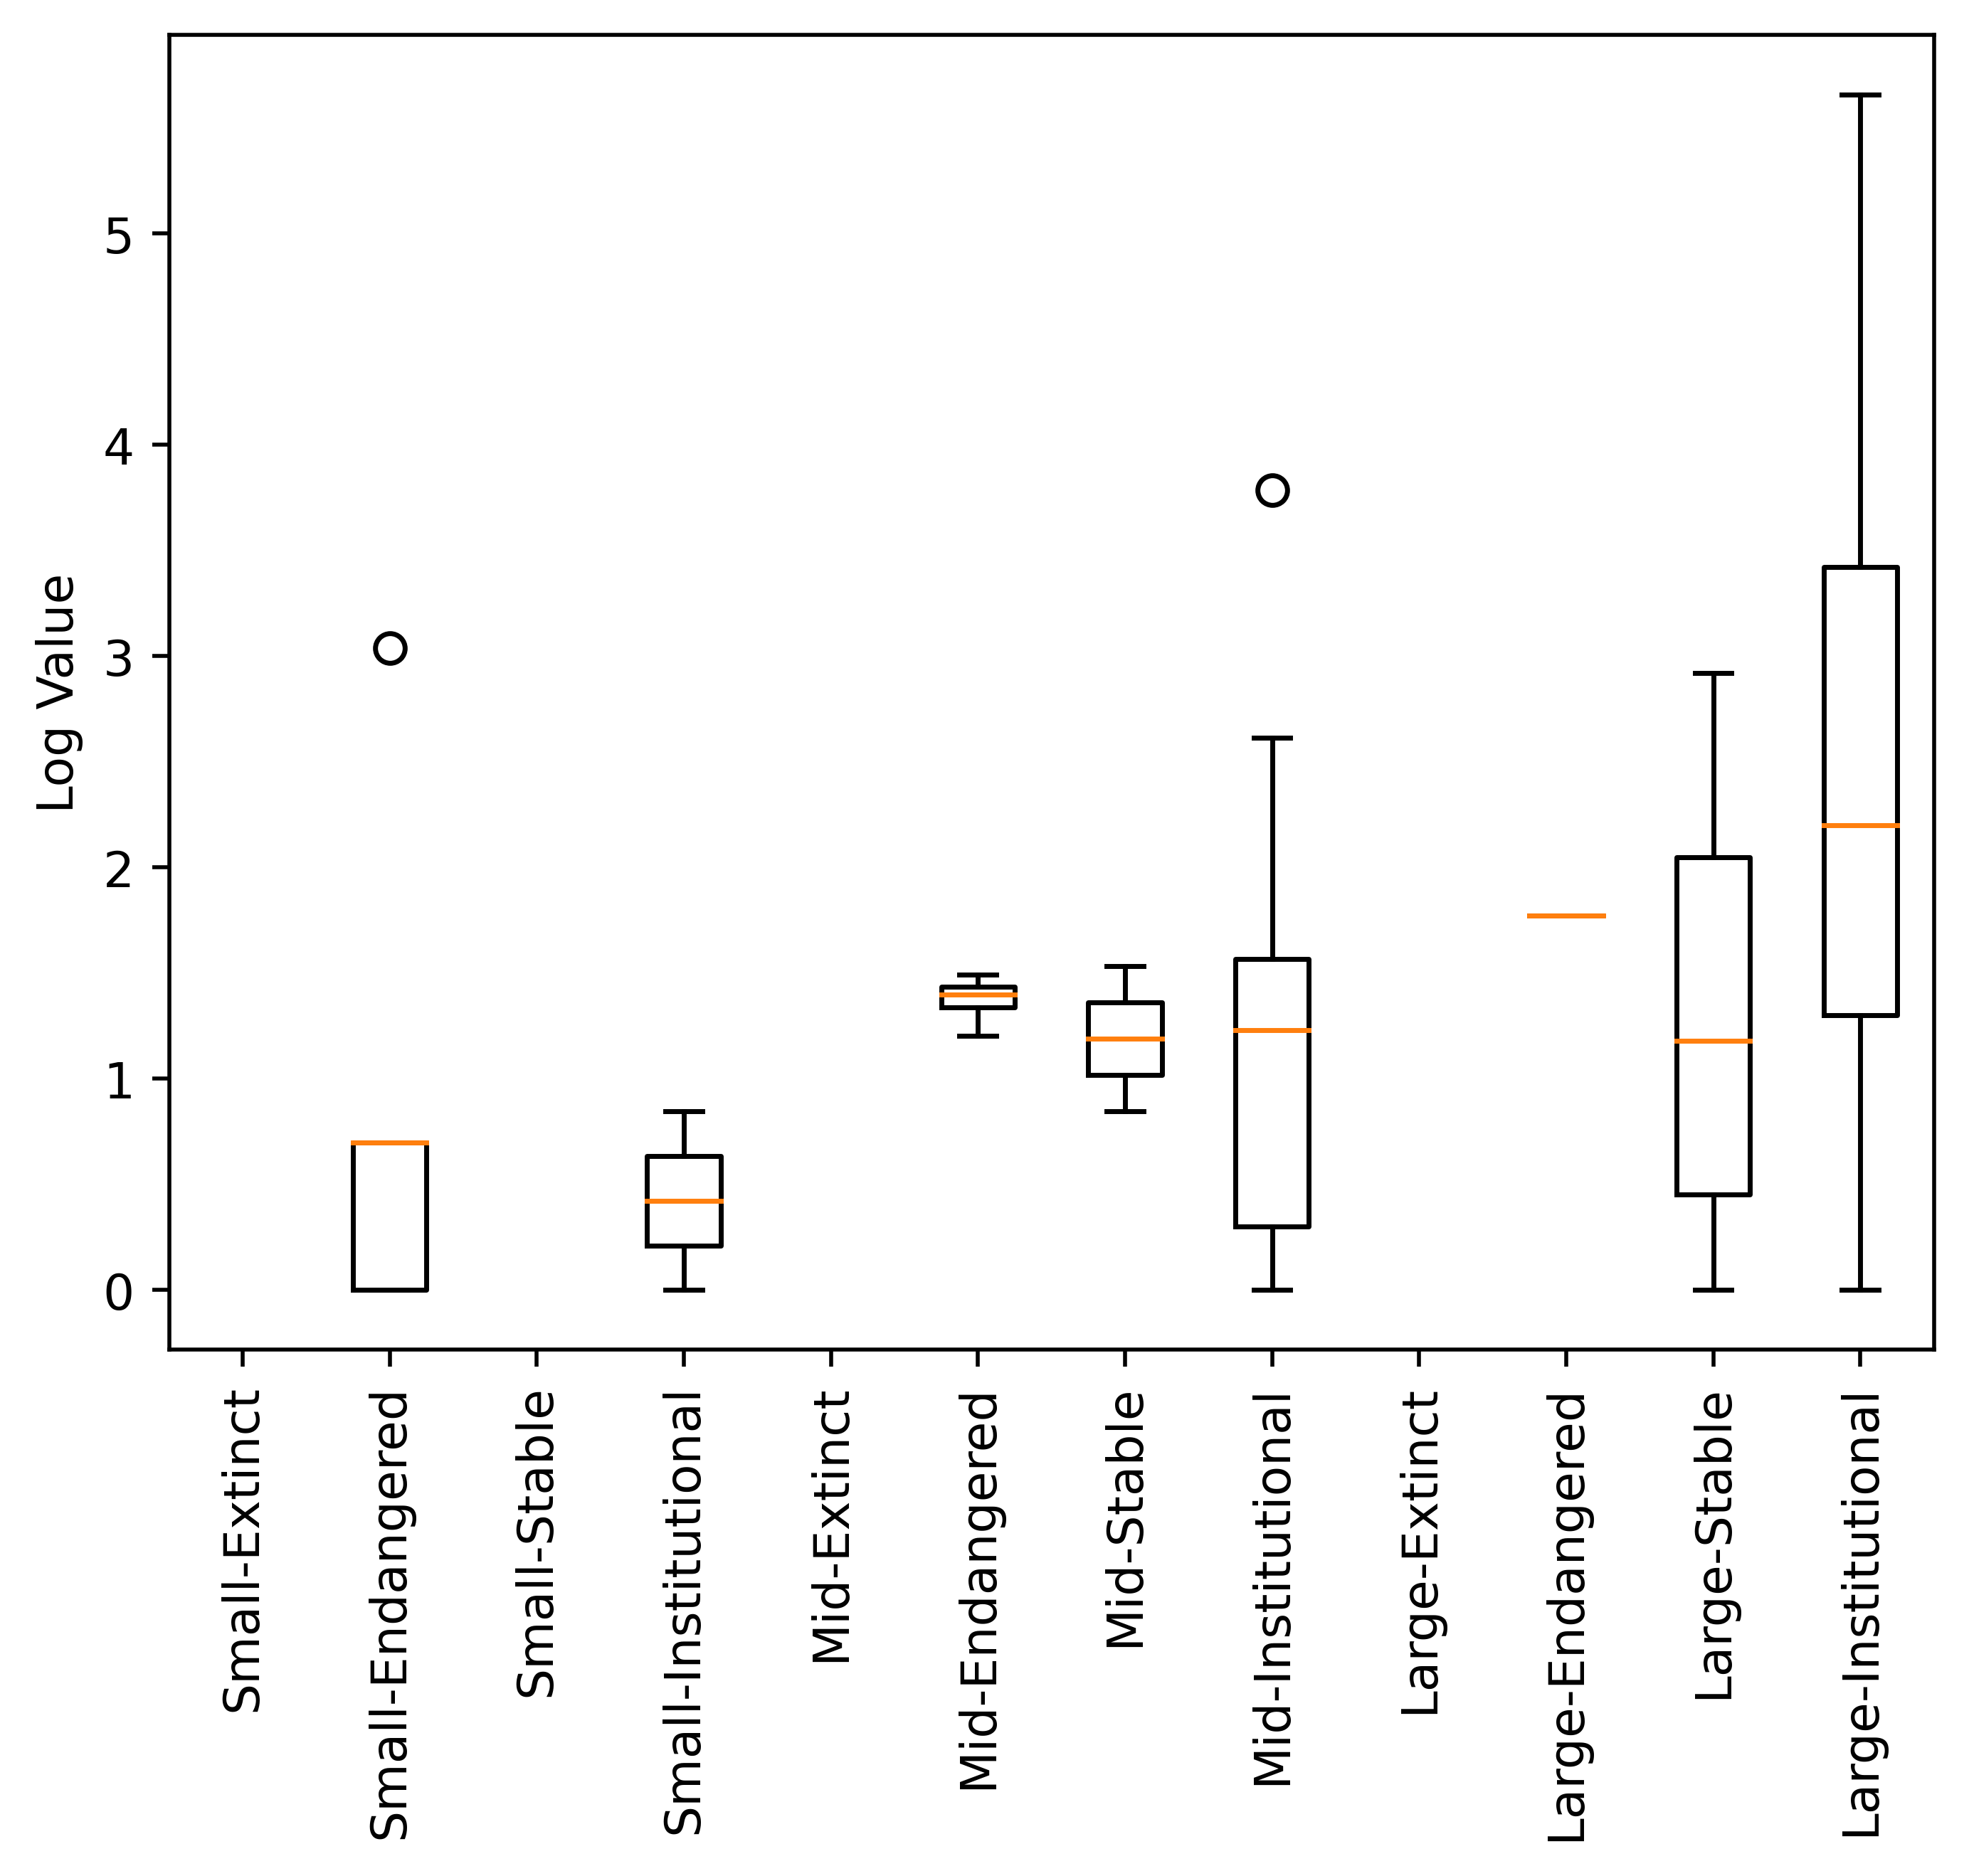 Log Value
5
4
3
2
1
0
Small-Extinct
Small-Endangered
Small-Stable
Small-Institutional
Mid-Extinct
Mid-Endangered
Mid-Stable
Mid-Institutional
Large-Extinct
Large-Endangered
Large-Stable
Large-Institutional